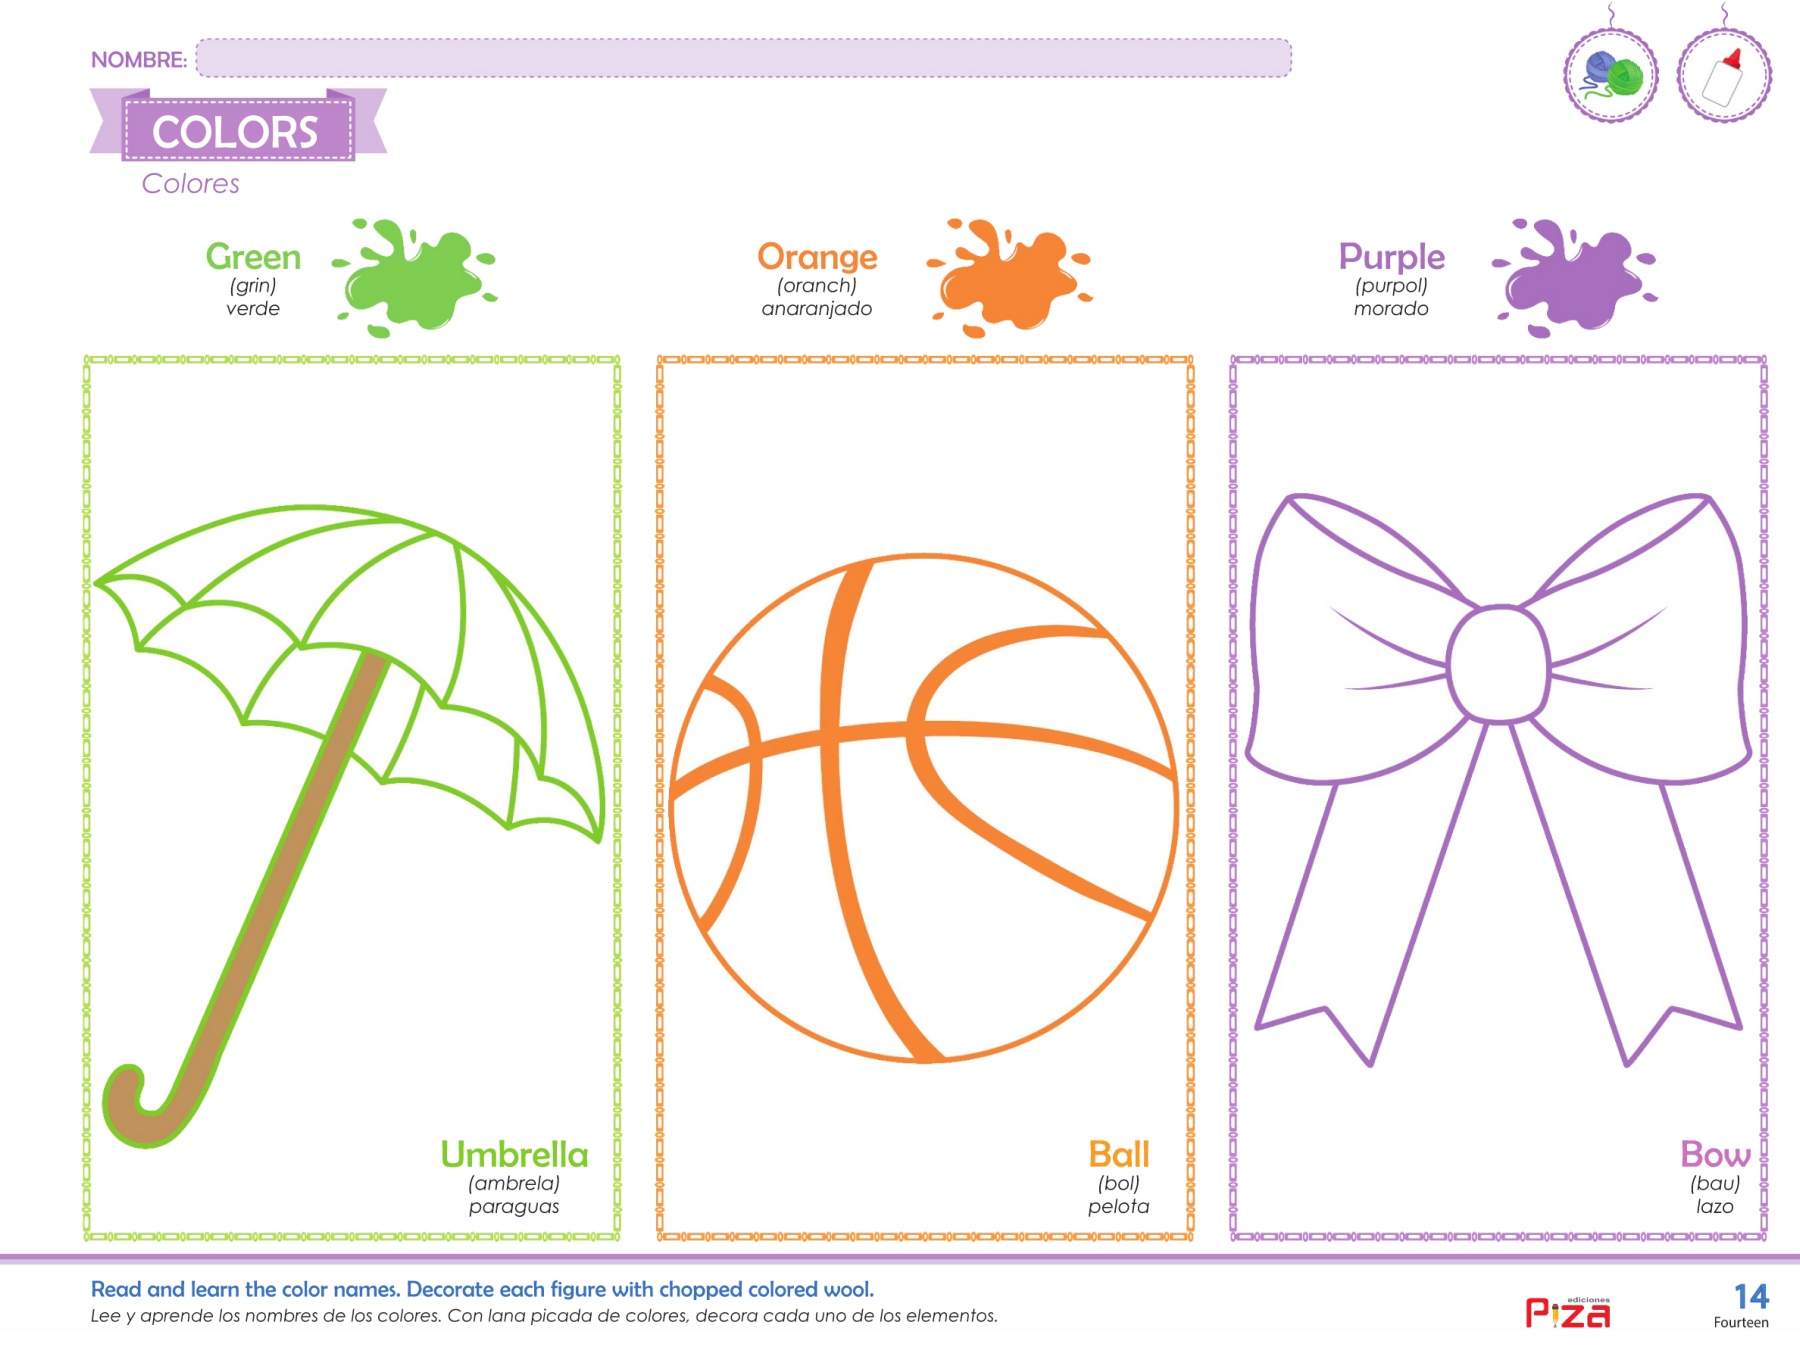 NOMBRE:
COLORS
Colores
Green
(grin)
verde
Orange
(oranch)
anaranjado
Purple
(purpol)
morado
Umbrella
(ambrela)
paraguas
Ball
(bol)
pelota
Bow
(bau)
lazo
Read and learn the color names. Decorate each figure with chopped colored wool.
Lee y aprende los nombres de los colores. Con lana picada de colores, decora cada uno de los elementos.
ediciones
Piza
14
Fourteen